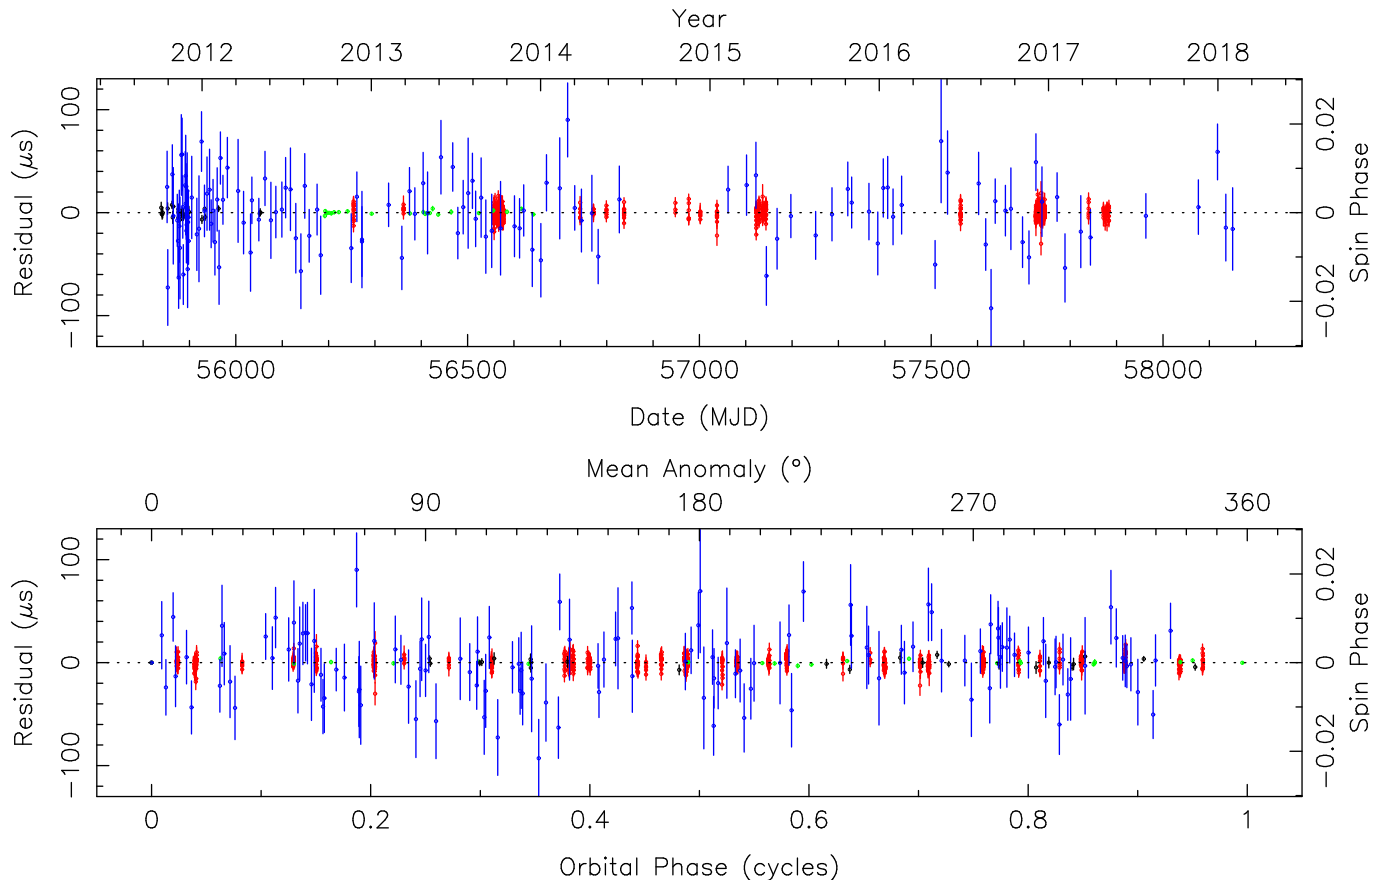 Year
2012 2013 2014 2015 2016 2017 2018
Residual (μs)
100
0
−100
0.02
0
−0.02
Spin Phase
56000 56500 57000 57500 58000
Date (MJD)
Mean Anomaly (°)
0 90 180 270 360
Residual (μs)
100
0
−100
0.02
0
−0.02
Spin Phase
0 0.2 0.4 0.6 0.8 1
Orbital Phase (cycles)